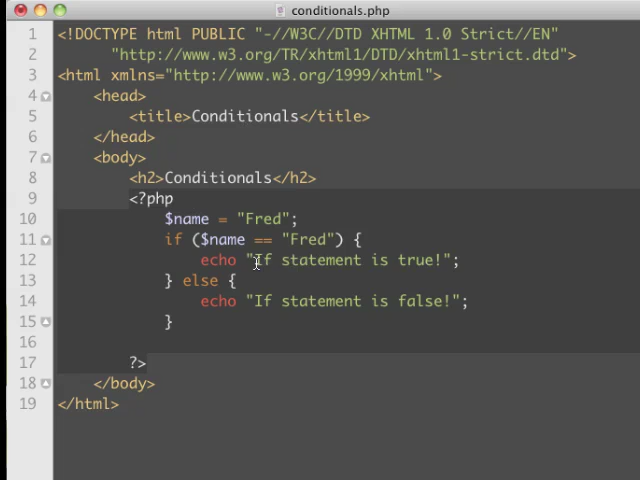 conditionals.php
1 <!DOCTYPE html PUBLIC "-//W3C//DTD XHTML 1.0 Strict//EN"
2 "http://www.w3.org/TR/xhtml1/DTD/xhtml1-strict.dtd">
3 <html xmlns="http://www.w3.org/1999/xhtml">
4 <head>
5 <title>Conditionals</title>
6 </head>
7 <body>
8 <h2>Conditionals</h2>
9 <?php
10 $name = "Fred";
11 if ($name == "Fred") {
12 echo "If statement is true!";
13 } else {
14 echo "If statement is false!";
15 }
16
17 ?>
18 </body>
19 </html>